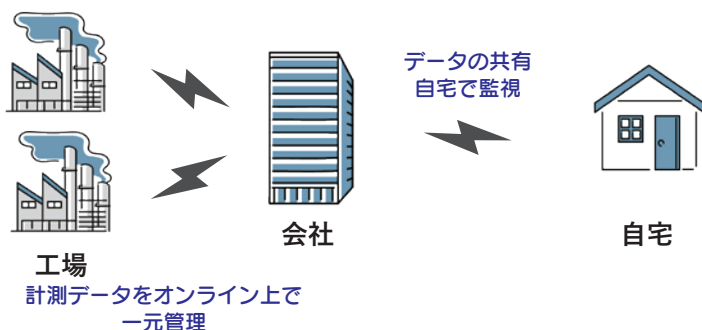 データの共有
自宅で監視
会社
自宅
工場
計測データをオンライン上で
一元管理